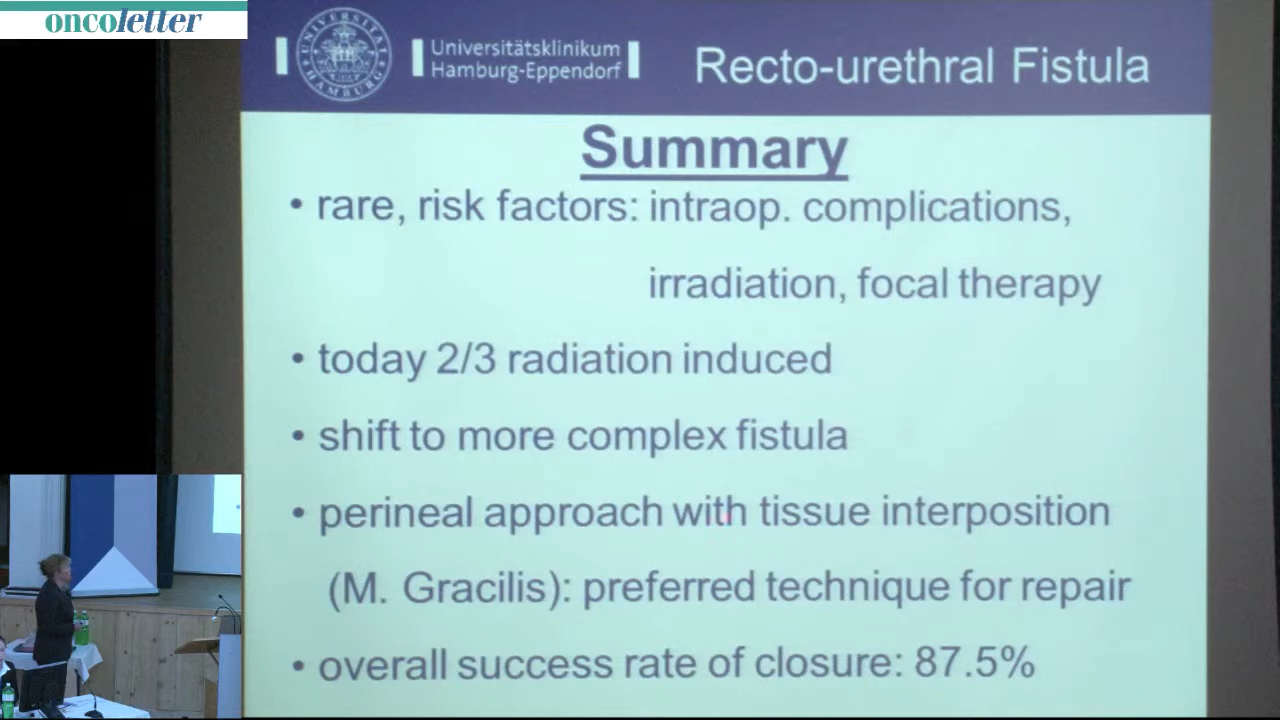 oncoletter
UNIVERSITÄT
HAMBURG
Universitätsklinikum
Hamburg-Eppendorf
Recto-urethral Fistula
Summary
• rare, risk factors: intraop. complications,
irradiation, focal therapy
• today 2/3 radiation induced
• shift to more complex fistula
• perineal approach with tissue interposition
(M. Gracilis): preferred technique for repair
• overall success rate of closure: 87.5%